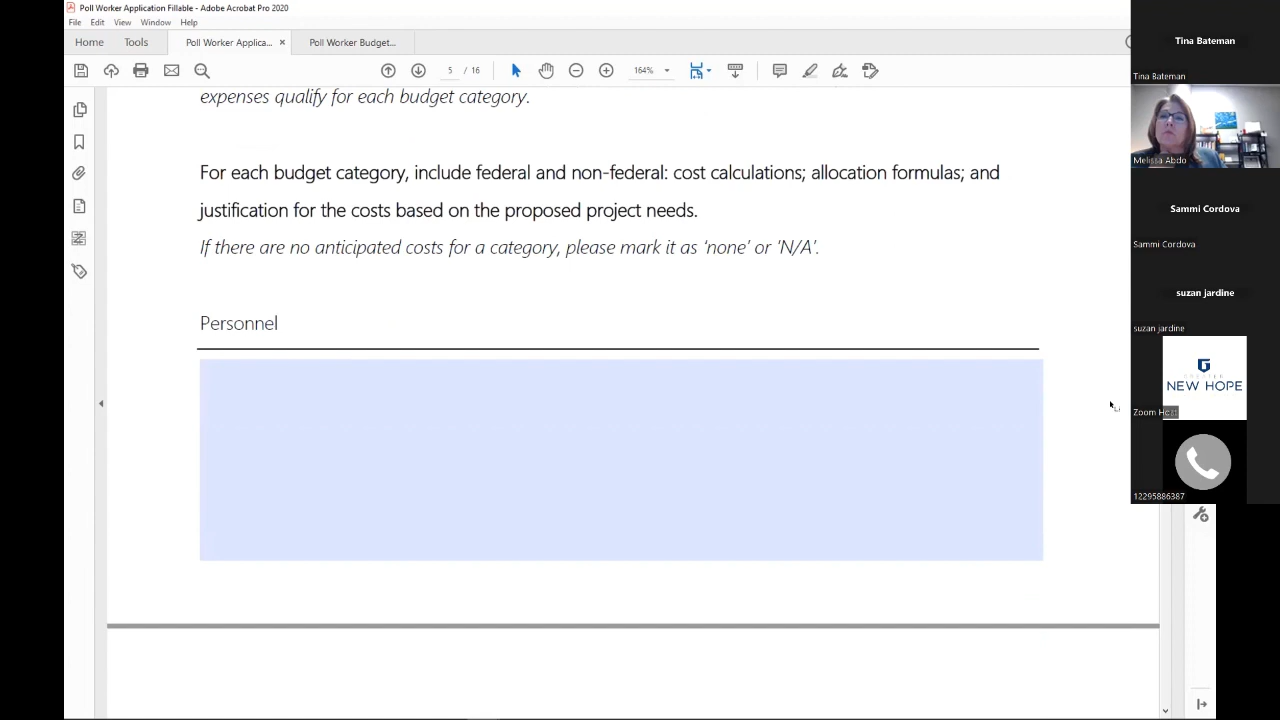 Poll Worker Application Fillable - Adobe Acrobat Pro 2020
File Edit View Window Help
Home Tools Poll Worker Applica... × Poll Worker Budget...
5 / 16 164%
expenses qualify for each budget category.
For each budget category, include federal and non-federal: cost calculations; allocation formulas; and
justification for the costs based on the proposed project needs.
If there are no anticipated costs for a category, please mark it as 'none' or 'N/A'.
Personnel
Tina Bateman
Tina Bateman
Melissa Abdo
Sammi Cordova
Sammi Cordova
suzan jardine
suzan jardine
NEW HOPE
Zoom Host
12295886387